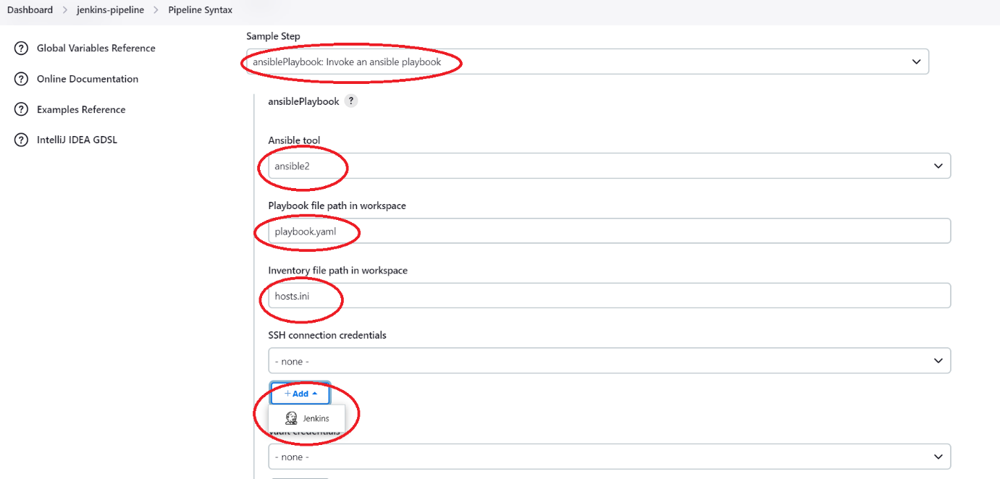 Dashboard > jenkins-pipeline > Pipeline Syntax
Global Variables Reference
Online Documentation
Examples Reference
IntelliJ IDEA GDSL
Sample Step
ansiblePlaybook: Invoke an ansible playbook
ansiblePlaybook ?
Ansible tool
ansible2
Playbook file path in workspace
playbook.yaml
Inventory file path in workspace
hosts.ini
SSH connection credentials
- none -
+ Add
Jenkins
Vault credentials
- none -